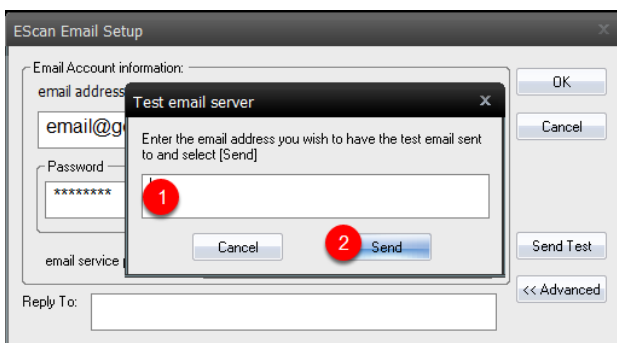 EScan Email Setup
x
Email Account information:
email address
OK
Test email server
x
email@g
Cancel
Enter the email address you wish to have the test email sent
to and select [Send]
Password
********
1
Cancel
2
Send
Send Test
email service
<< Advanced
Reply To: